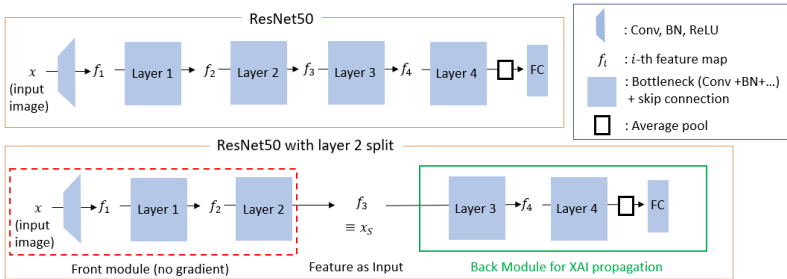 ResNet50
x
(input
image)
f₁
Layer 1
f₂
Layer 2
f₃
Layer 3
f₄
Layer 4
FC
: Conv, BN, ReLU
fᵢ : i-th feature map
: Bottleneck (Conv +BN+...)
+ skip connection
: Average pool
ResNet50 with layer 2 split
x
(input
image)
f₁
Layer 1
f₂
Layer 2
f₃
≡ x_S
Layer 3
f₄
Layer 4
FC
Front module (no gradient)
Feature as Input
Back Module for XAI propagation